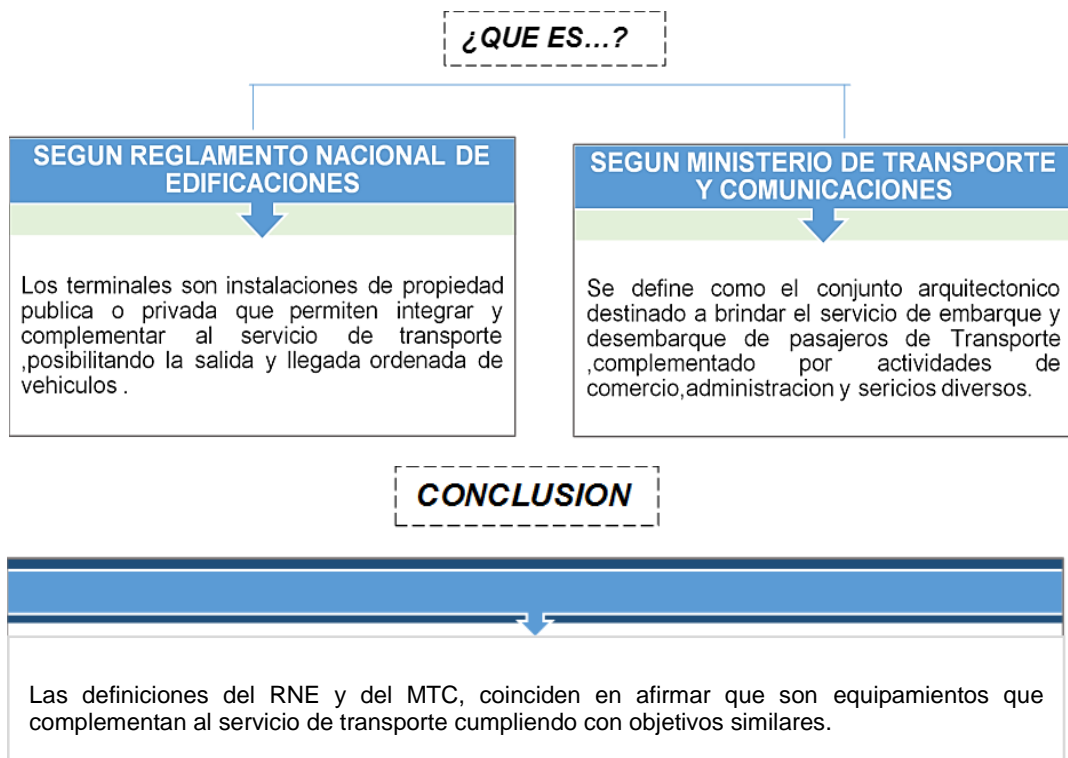 ¿QUE ES...?
SEGUN REGLAMENTO NACIONAL DE
EDIFICACIONES
Los terminales son instalaciones de propiedad
publica o privada que permiten integrar y
complementar al servicio de transporte
,posibilitando la salida y llegada ordenada de
vehiculos .
SEGUN MINISTERIO DE TRANSPORTE
Y COMUNICACIONES
Se define como el conjunto arquitectonico
destinado a brindar el servicio de embarque y
desembarque de pasajeros de Transporte
,complementado por actividades de
comercio,administracion y sericios diversos.
CONCLUSION
Las definiciones del RNE y del MTC, coinciden en afirmar que son equipamientos que
complementan al servicio de transporte cumpliendo con objetivos similares.